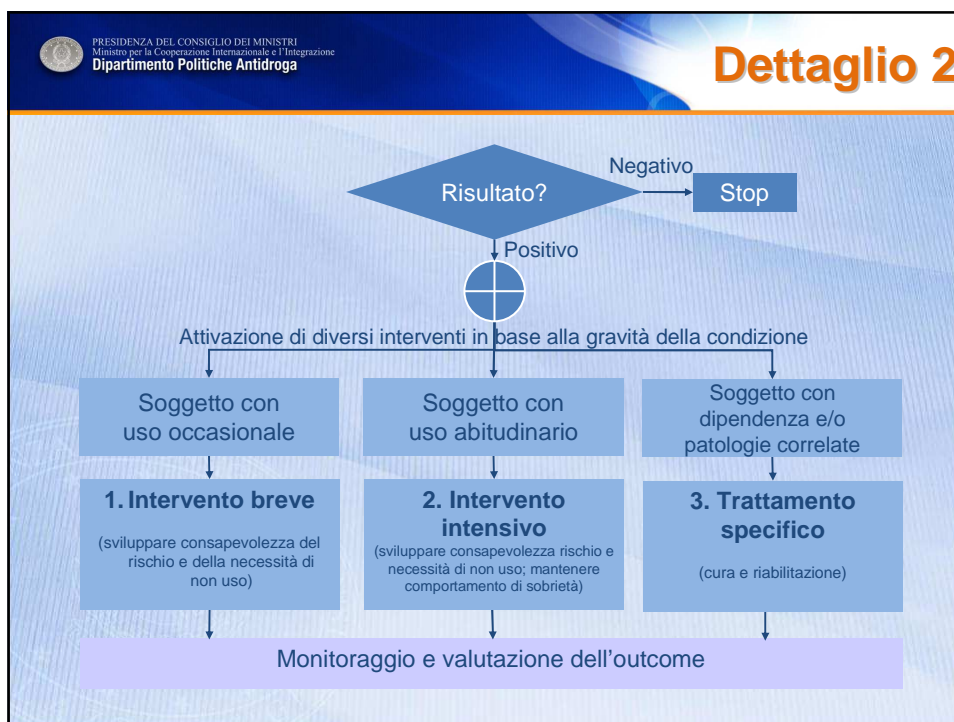 PRESIDENZA DEL CONSIGLIO DEI MINISTRI
Ministro per la Cooperazione Internazionale e l'Integrazione
Dipartimento Politiche Antidroga
Dettaglio 2
Risultato?
Negativo
Stop
Positivo
Attivazione di diversi interventi in base alla gravità della condizione
Soggetto con
uso occasionale
Soggetto con
uso abitudinario
Soggetto con
dipendenza e/o
patologie correlate
1. Intervento breve
(sviluppare consapevolezza del
rischio e della necessità di
non uso)
2. Intervento
intensivo
(sviluppare consapevolezza rischio e
necessità di non uso; mantenere
comportamento di sobrietà)
3. Trattamento
specifico
(cura e riabilitazione)
Monitoraggio e valutazione dell'outcome